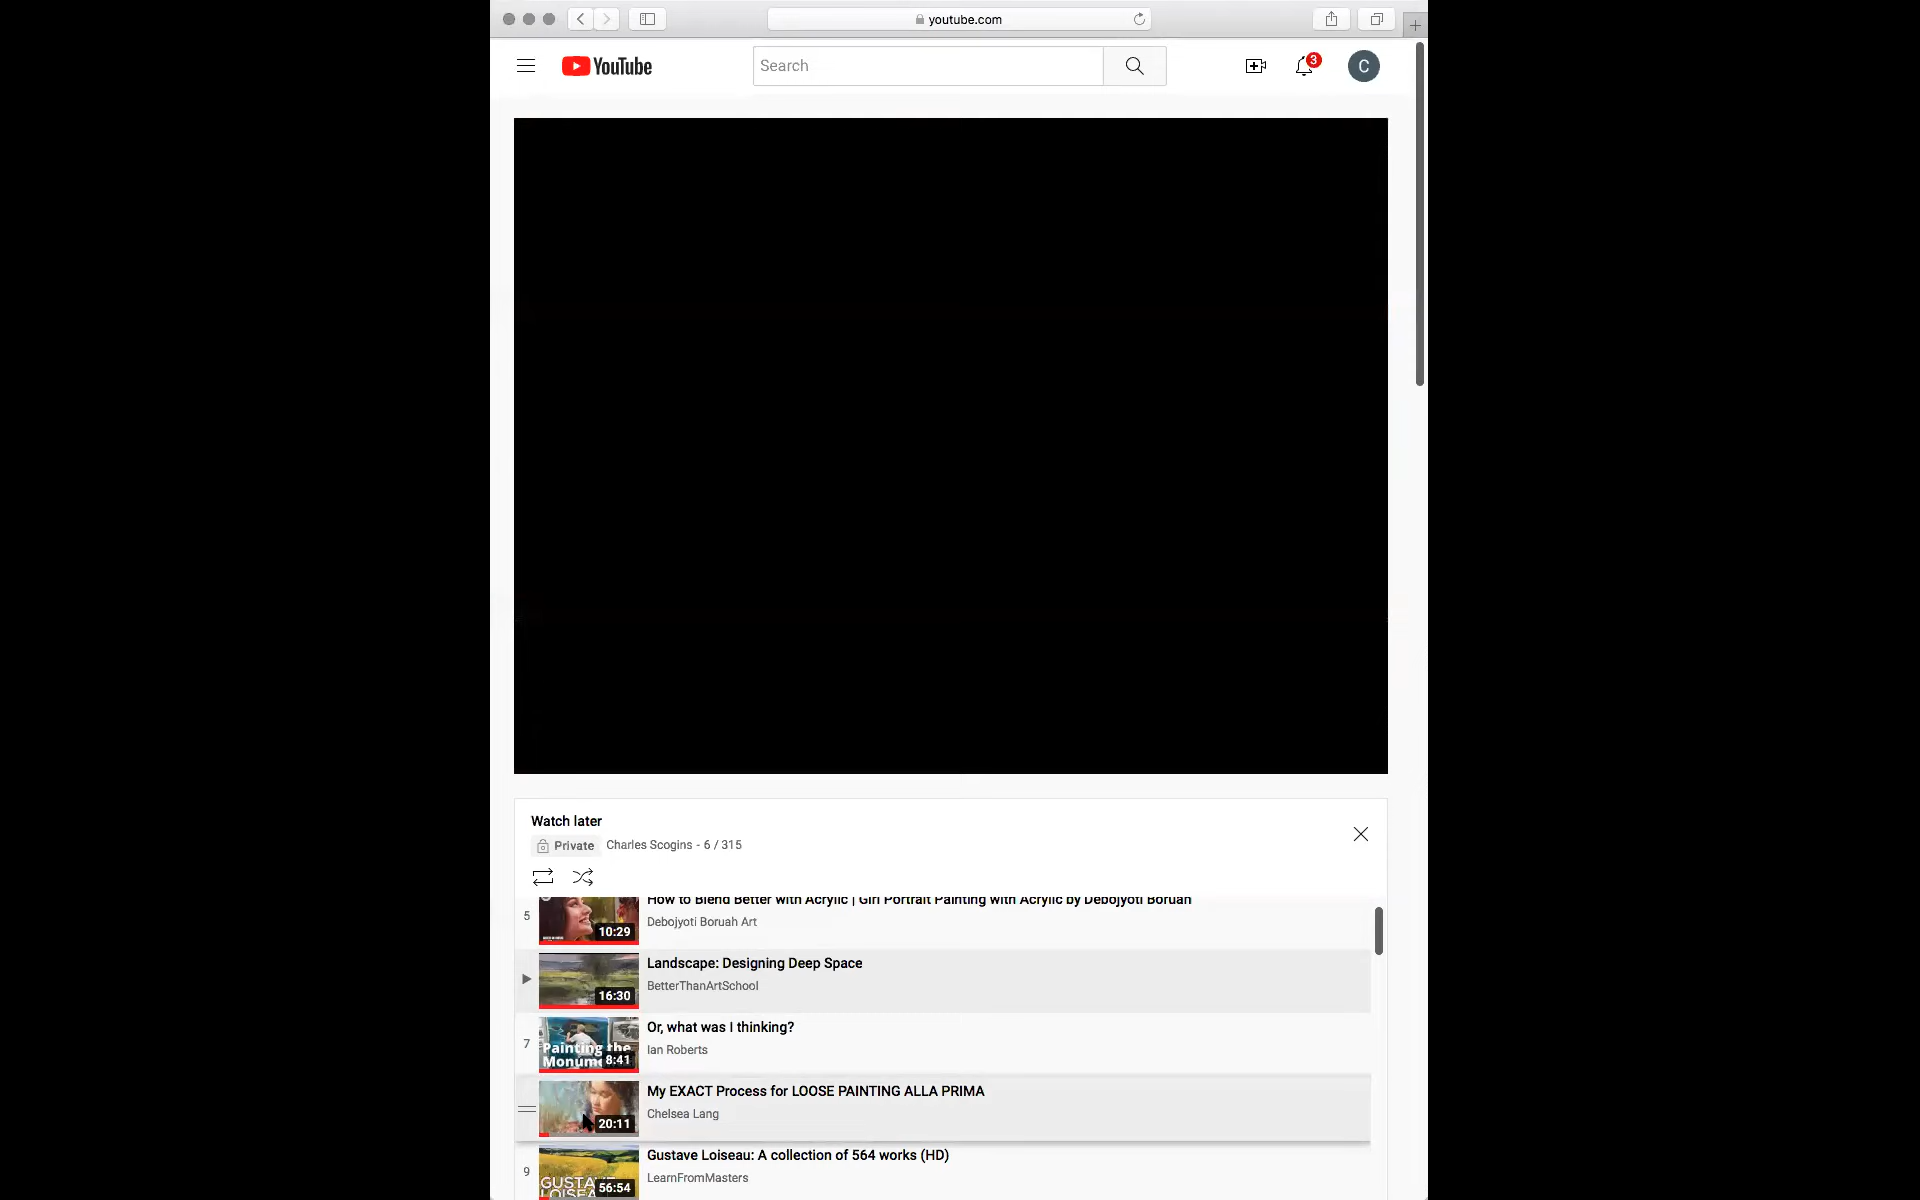 youtube.com
YouTube
Search
3
C
Watch later
Private
Charles Scogins - 6 / 315
5
10:29
How to Blend Better with Acrylic | Girl Portrait Painting with Acrylic by Debojyoti Boruah
Debojyoti Boruah Art
16:30
Landscape: Designing Deep Space
BetterThanArtSchool
7
Painting the
Monume
8:41
Or, what was I thinking?
Ian Roberts
20:11
My EXACT Process for LOOSE PAINTING ALLA PRIMA
Chelsea Lang
9
GUSTAVE
LOISEA
56:54
Gustave Loiseau: A collection of 564 works (HD)
LearnFromMasters